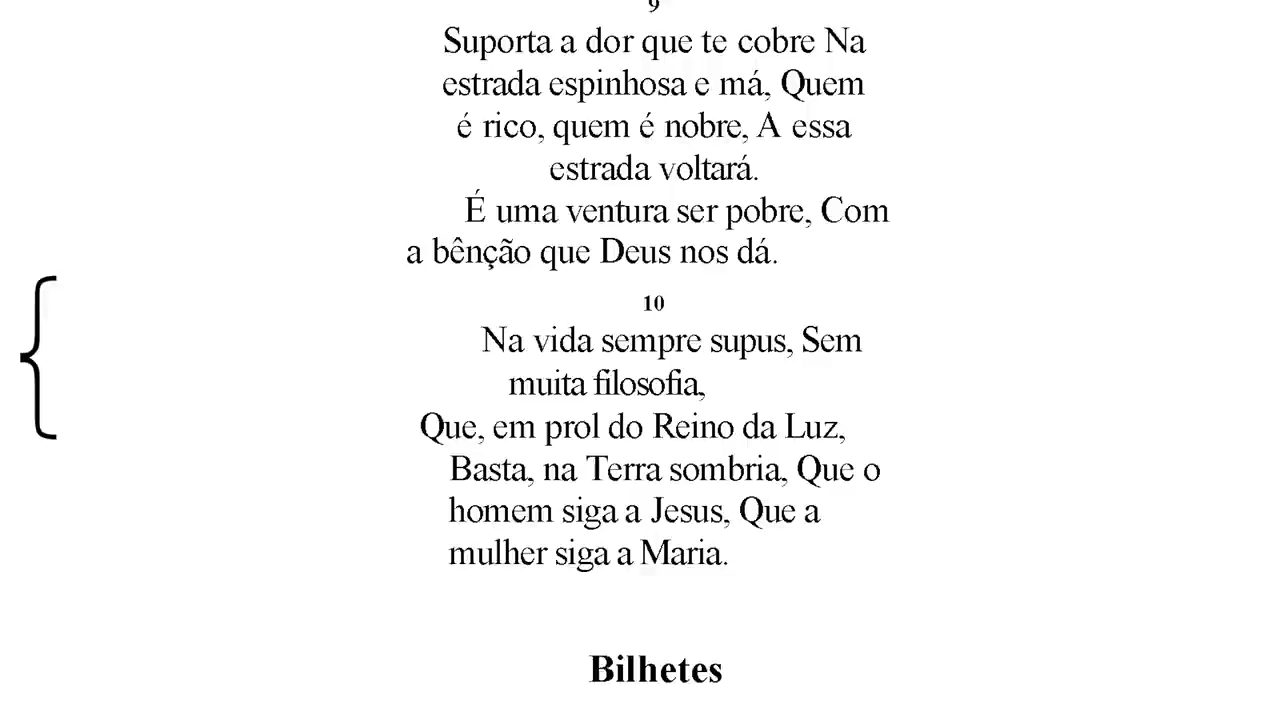 9
Suporta a dor que te cobre Na
estrada espinhosa e má, Quem
é rico, quem é nobre, A essa
estrada voltará.
É uma ventura ser pobre, Com
a bênção que Deus nos dá.
10
Na vida sempre supus, Sem
muita filosofia,
Que, em prol do Reino da Luz,
Basta, na Terra sombria, Que o
homem siga a Jesus, Que a
mulher siga a Maria.
Bilhetes